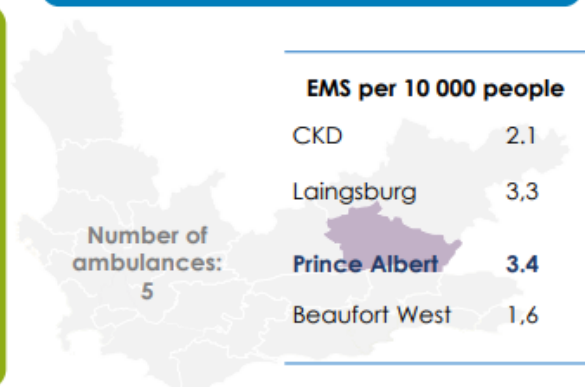 EMS per 10 000 people
CKD 2.1
Laingsburg 3,3
Prince Albert 3.4
Beaufort West 1,6
Number of
ambulances:
5